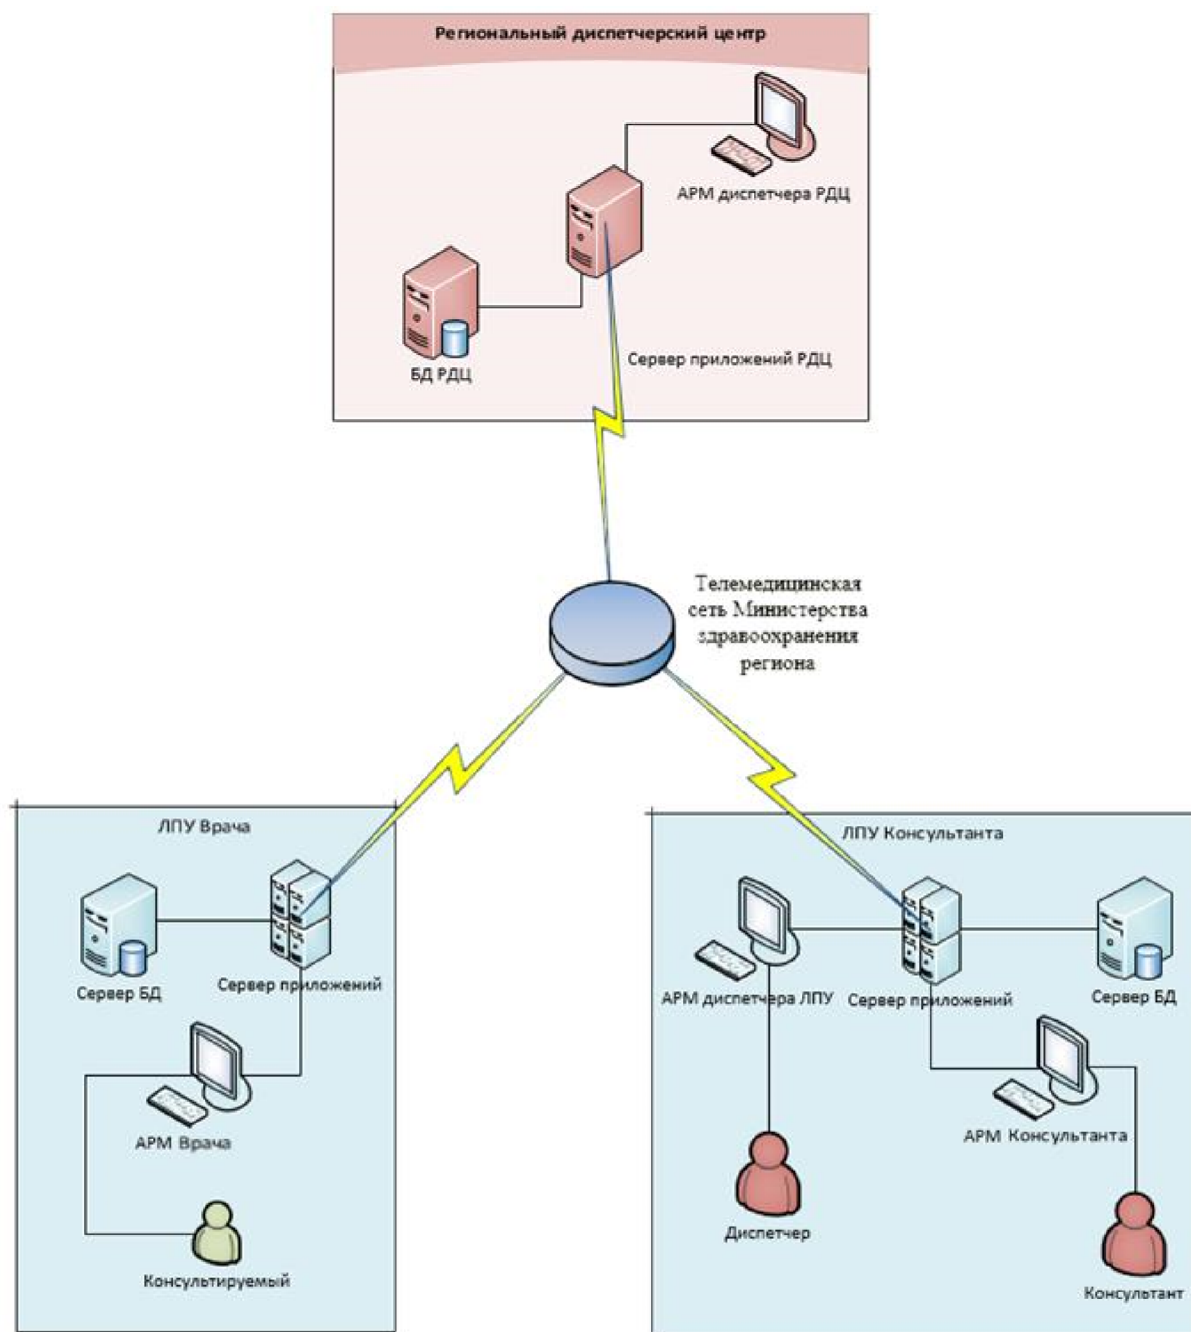 Региональный диспетчерский центр
АРМ диспетчера РДЦ
Сервер приложений РДЦ
БД РДЦ
Телемедицинская
сеть Министерства
здравоохранения
региона
ЛПУ Врача
Сервер БД
Сервер приложений
АРМ Врача
Консультируемый
ЛПУ Консультанта
АРМ диспетчера ЛПУ
Сервер приложений
Сервер БД
АРМ Консультанта
Диспетчер
Консультант